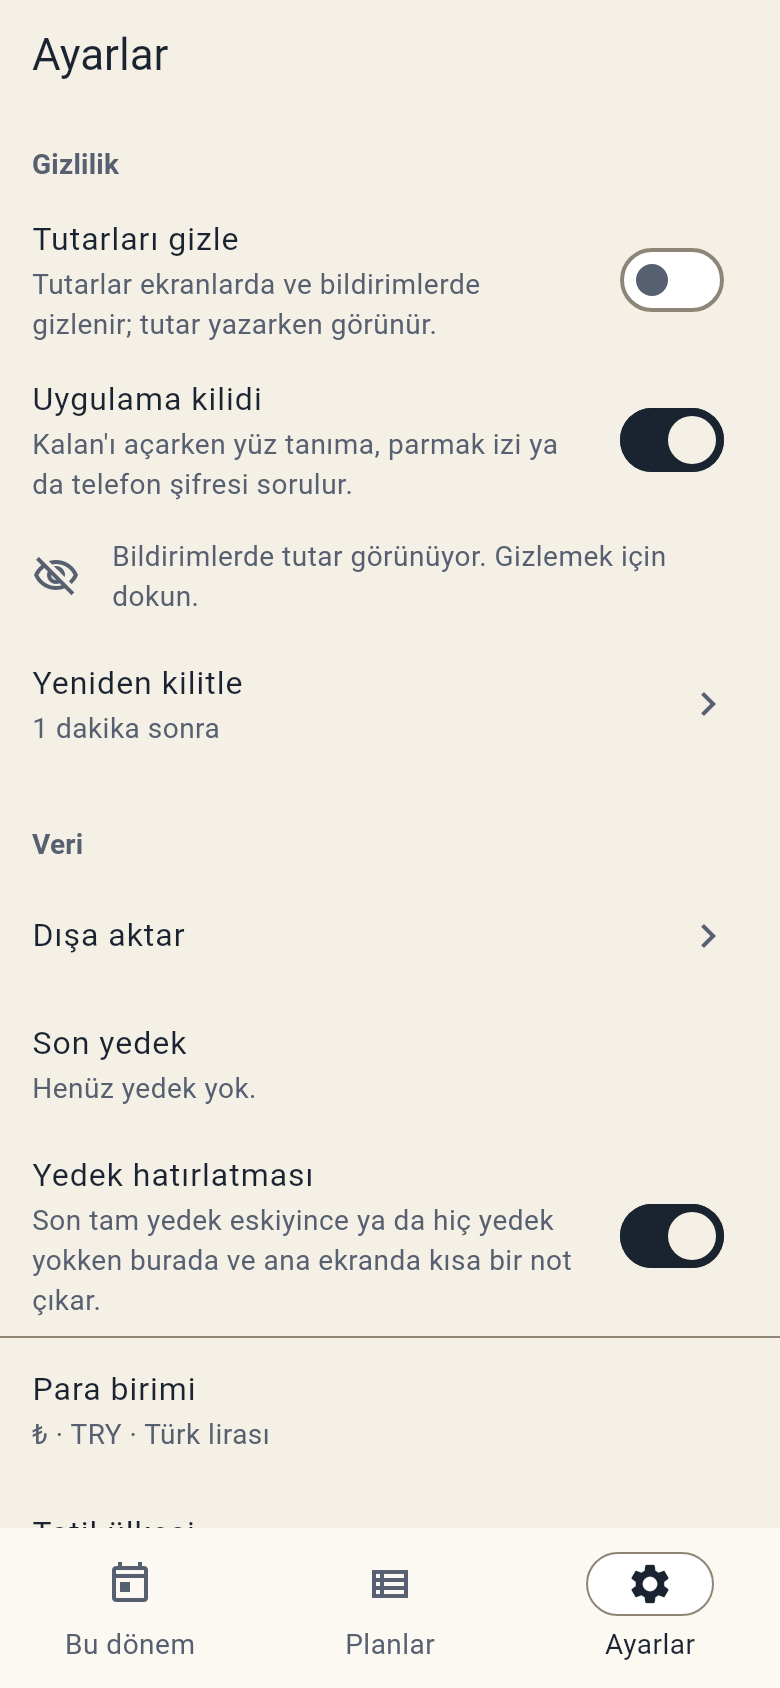 Ayarlar
Gizlilik
Tutarları gizle
Tutarlar ekranlarda ve bildirimlerde
gizlenir; tutar yazarken görünür.
Uygulama kilidi
Kalan'ı açarken yüz tanıma, parmak izi ya
da telefon şifresi sorulur.
Bildirimlerde tutar görünüyor. Gizlemek için
dokun.
Yeniden kilitle
1 dakika sonra
Veri
Dışa aktar
Son yedek
Henüz yedek yok.
Yedek hatırlatması
Son tam yedek eskiyince ya da hiç yedek
yokken burada ve ana ekranda kısa bir not
çıkar.
Para birimi
₺ · TRY · Türk lirası
Bu dönem
Planlar
Ayarlar